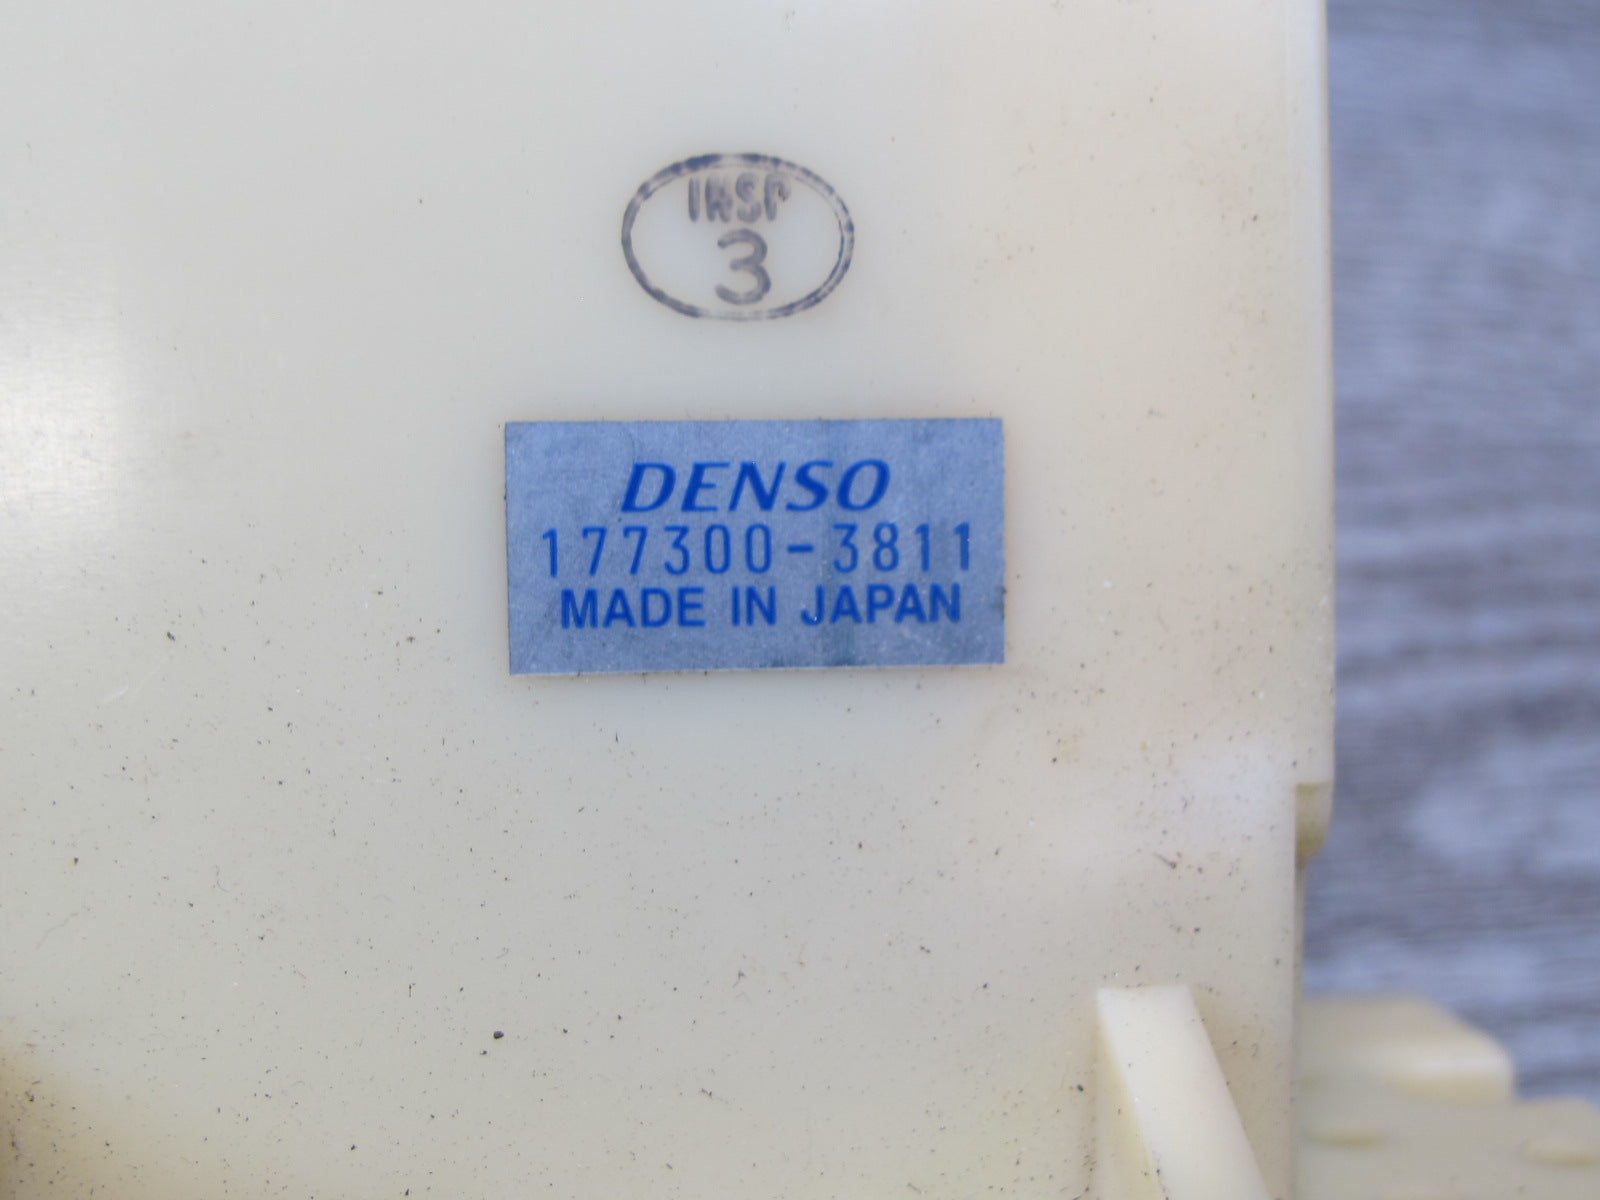 INSP
3
DENSO
177300-3811
MADE IN JAPAN